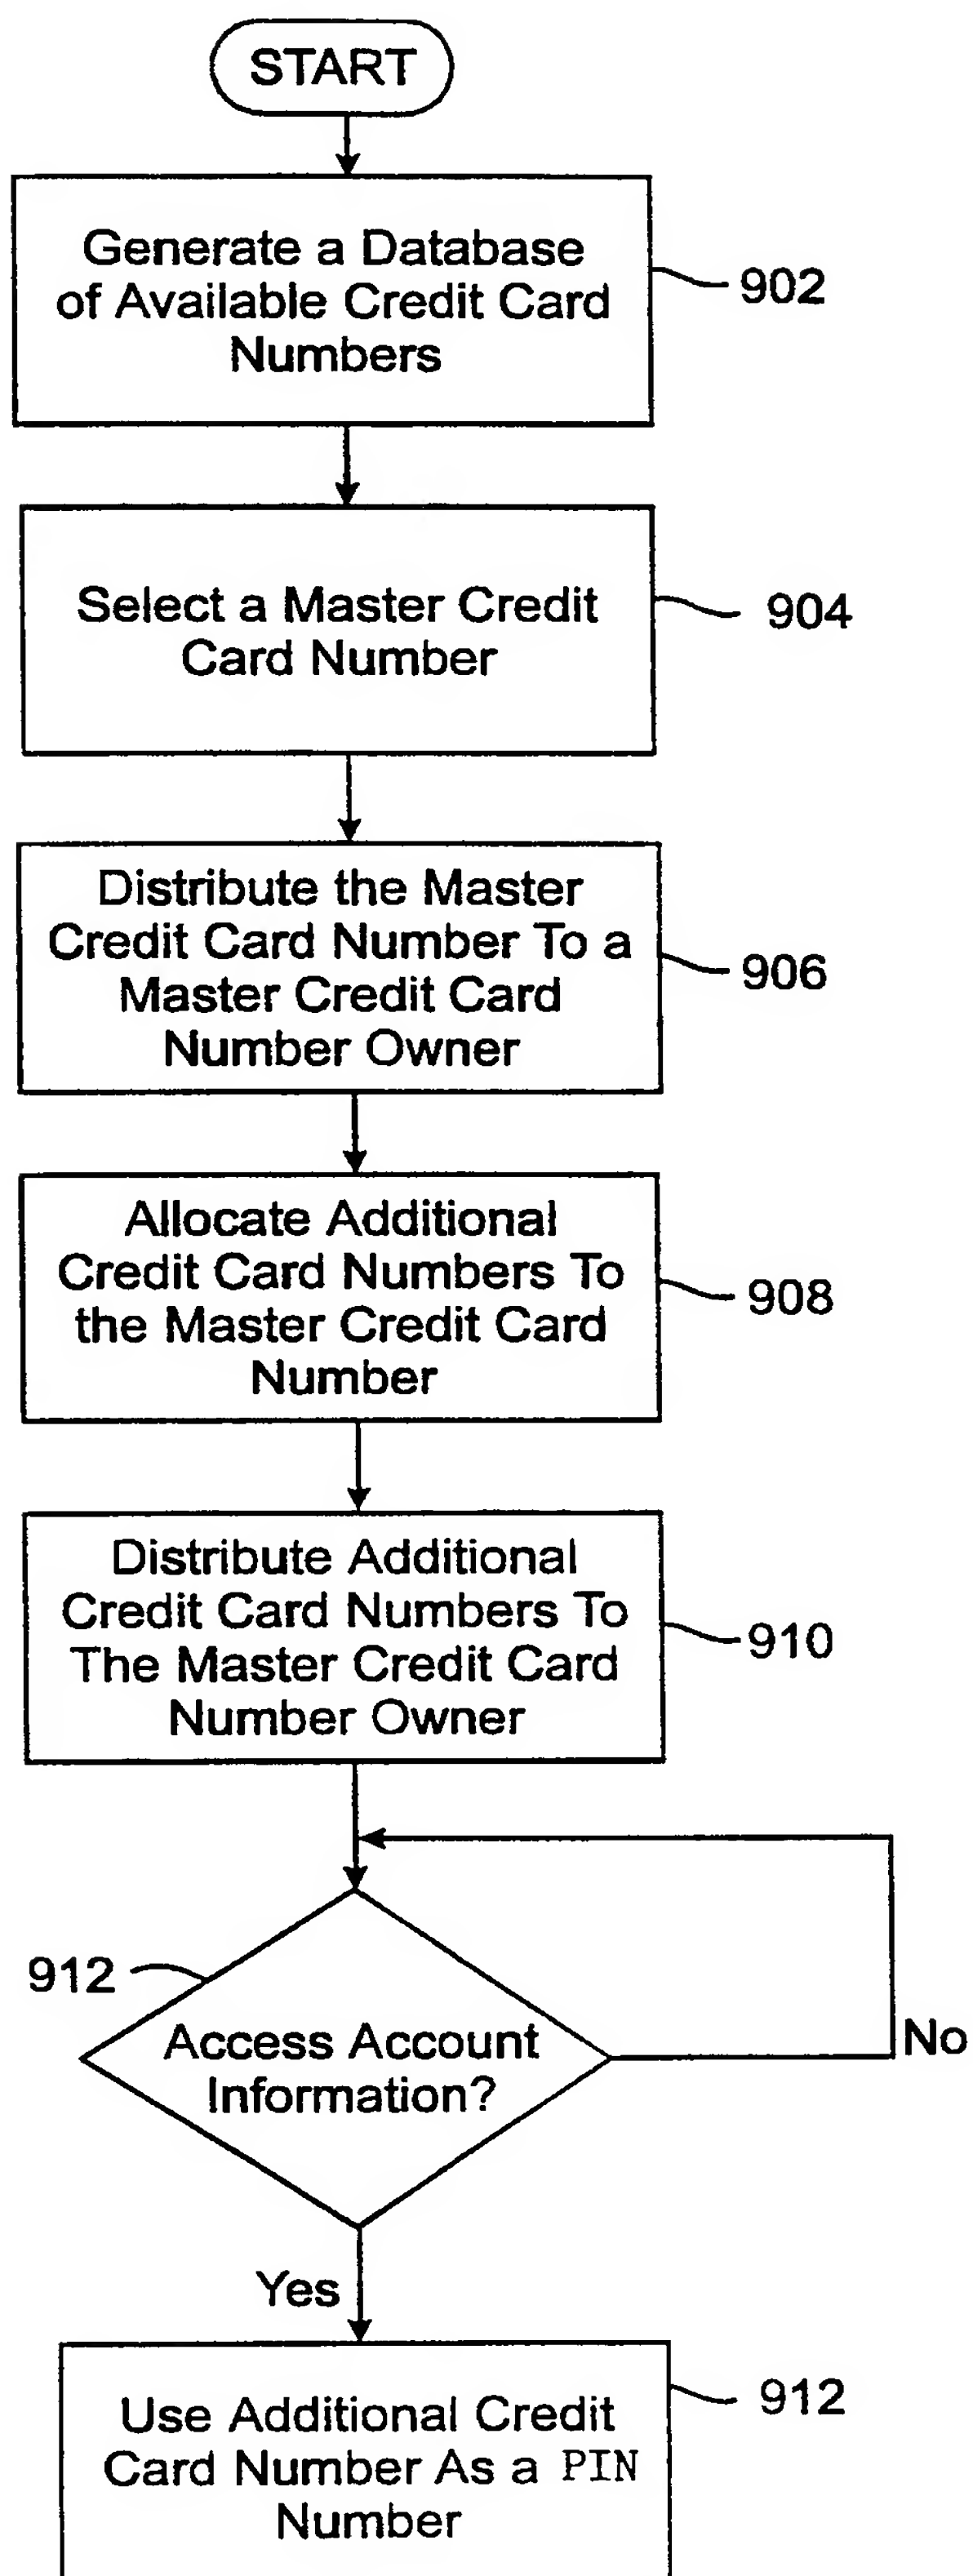 START
Generate a Database
of Available Credit Card
Numbers
902
Select a Master Credit
Card Number
904
Distribute the Master
Credit Card Number To a
Master Credit Card
Number Owner
906
Allocate Additional
Credit Card Numbers To
the Master Credit Card
Number
908
Distribute Additional
Credit Card Numbers To
The Master Credit Card
Number Owner
910
912
Access Account
Information?
No
Yes
Use Additional Credit
Card Number As a PIN
Number
912